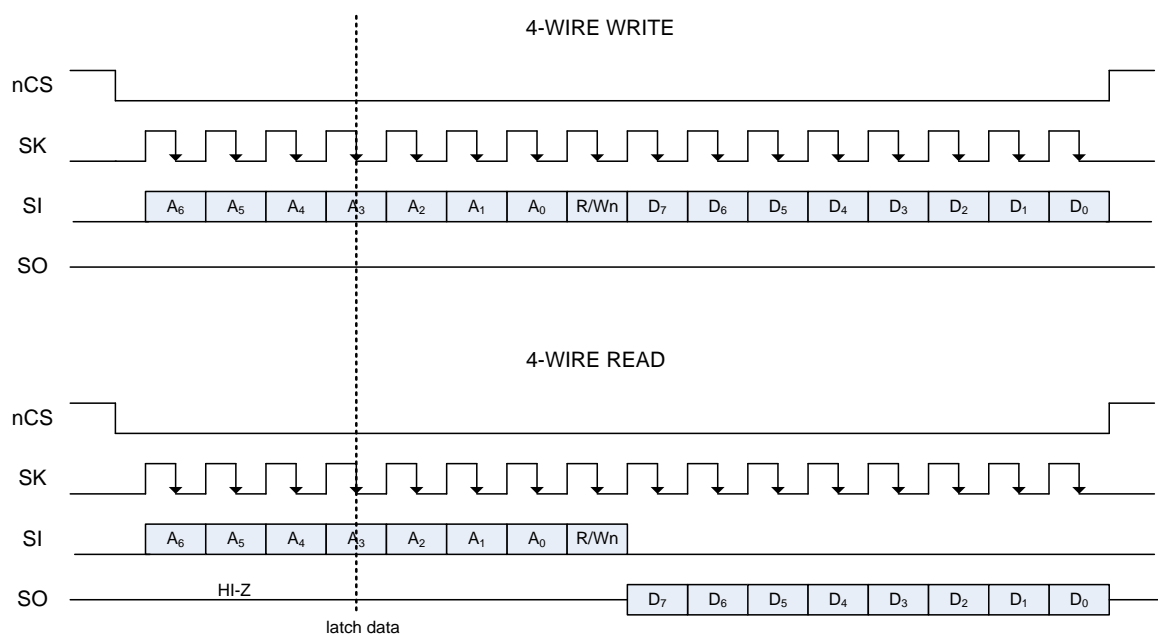 4-WIRE WRITE
nCS
SK
SI A₆ A₅ A₄ A₃ A₂ A₁ A₀ R/Wn D₇ D₆ D₅ D₄ D₃ D₂ D₁ D₀
SO
4-WIRE READ
nCS
SK
SI A₆ A₅ A₄ A₃ A₂ A₁ A₀ R/Wn
SO HI-Z D₇ D₆ D₅ D₄ D₃ D₂ D₁ D₀
latch data